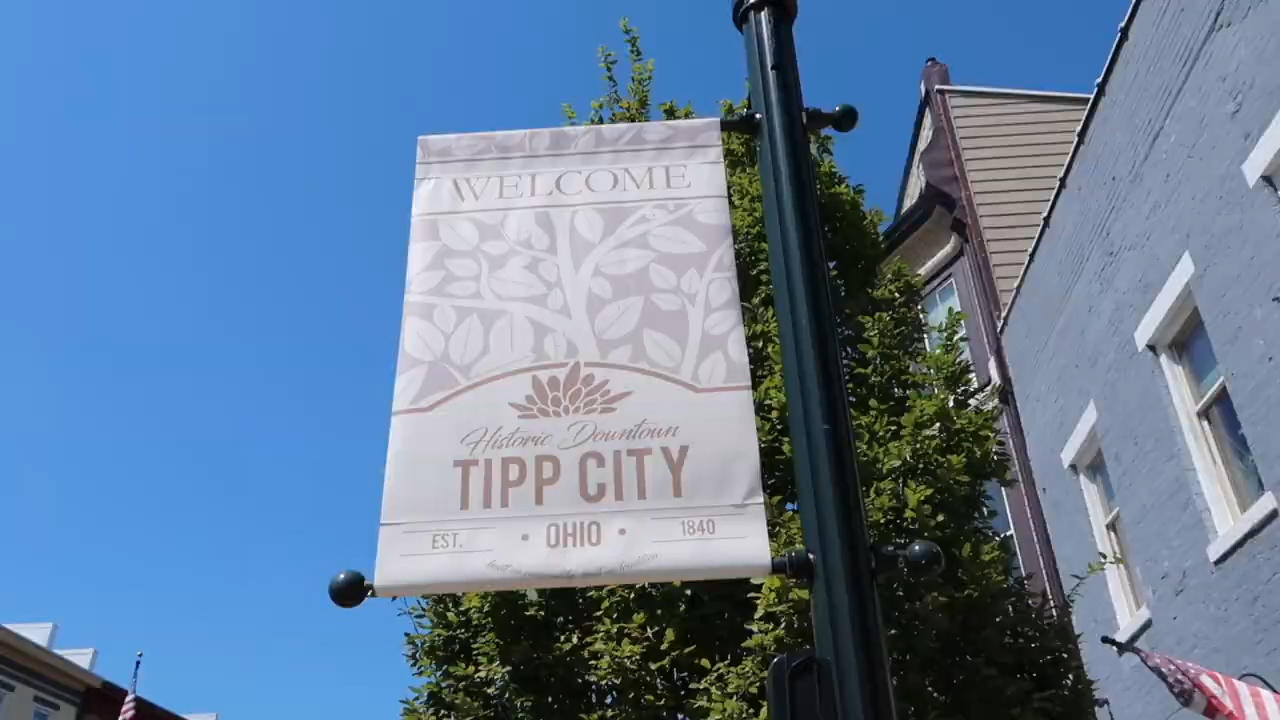 WELCOME
Historic Downtown
TIPP CITY
EST. • OHIO • 1840